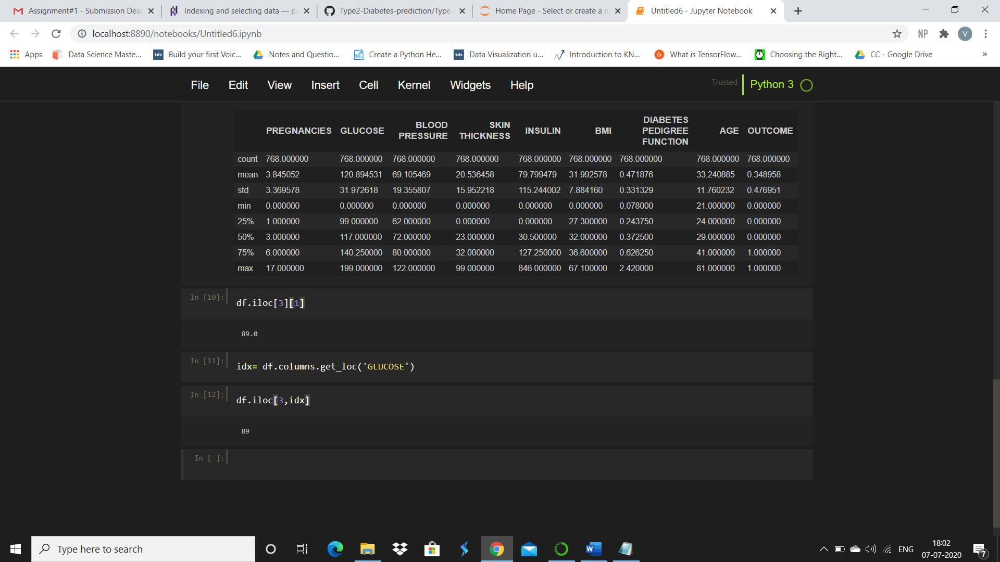 Assignment#1 - Submission Dead
Indexing and selecting data — pa
Type2-Diabetes-prediction/Type-
Home Page - Select or create a n
Untitled6 - Jupyter Notebook
localhost:8890/notebooks/Untitled6.ipynb
NP
V
Apps
Data Science Maste...
tds
Build your first Voic...
Notes and Questio...
Create a Python He...
tds
Data Visualization u...
Introduction to KN...
What is TensorFlow...
Choosing the Right...
CC - Google Drive
»
File Edit View Insert Cell Kernel Widgets Help
Trusted
Python 3
PREGNANCIES GLUCOSE BLOOD PRESSURE SKIN THICKNESS INSULIN BMI DIABETES PEDIGREE FUNCTION AGE OUTCOME
count 768.000000 768.000000 768.000000 768.000000 768.000000 768.000000 768.000000 768.000000 768.000000
mean 3.845052 120.894531 69.105469 20.536458 79.799479 31.992578 0.471876 33.240885 0.348958
std 3.369578 31.972618 19.355807 15.952218 115.244002 7.884160 0.331329 11.760232 0.476951
min 0.000000 0.000000 0.000000 0.000000 0.000000 0.000000 0.078000 21.000000 0.000000
25% 1.000000 99.000000 62.000000 0.000000 0.000000 27.300000 0.243750 24.000000 0.000000
50% 3.000000 117.000000 72.000000 23.000000 30.500000 32.000000 0.372500 29.000000 0.000000
75% 6.000000 140.250000 80.000000 32.000000 127.250000 36.600000 0.626250 41.000000 1.000000
max 17.000000 199.000000 122.000000 99.000000 846.000000 67.100000 2.420000 81.000000 1.000000
In [10]: df.iloc[3][1]
89.0
In [11]: idx= df.columns.get_loc('GLUCOSE')
In [12]: df.iloc[3,idx]
89
In [ ]:
Type here to search
ENG
18:02
07-07-2020
7